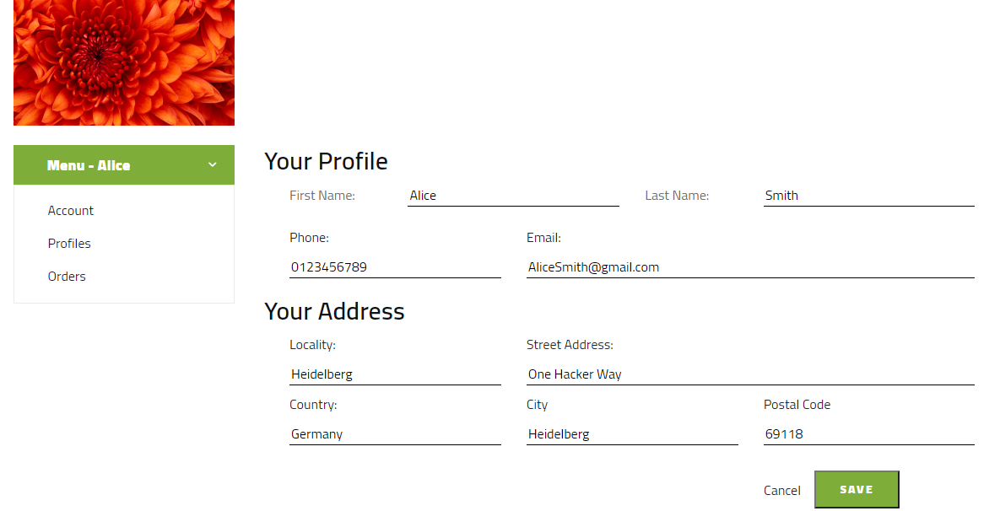 Menu - Alice
Account
Profiles
Orders
Your Profile
First Name: Alice Last Name: Smith
Phone: Email:
0123456789 AliceSmith@gmail.com
Your Address
Locality: Street Address:
Heidelberg One Hacker Way
Country: City Postal Code
Germany Heidelberg 69118
Cancel SAVE